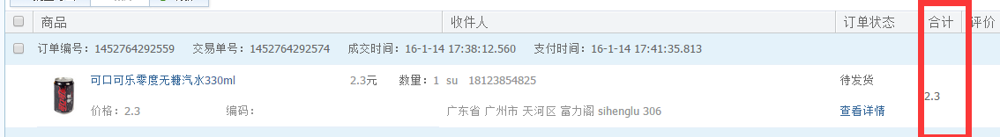 商品 收件人 订单状态 合计 评价
订单编号：1452764292559 交易单号：1452764292574 成交时间：16-1-14 17:38:12.560 支付时间：16-1-14 17:41:35.813
可口可乐零度无糖汽水330ml 2.3元 数量：1 su 18123854825 待发货
2.3
价格：2.3 编码： 广东省 广州市 天河区 富力阁 sihenglu 306 查看详情